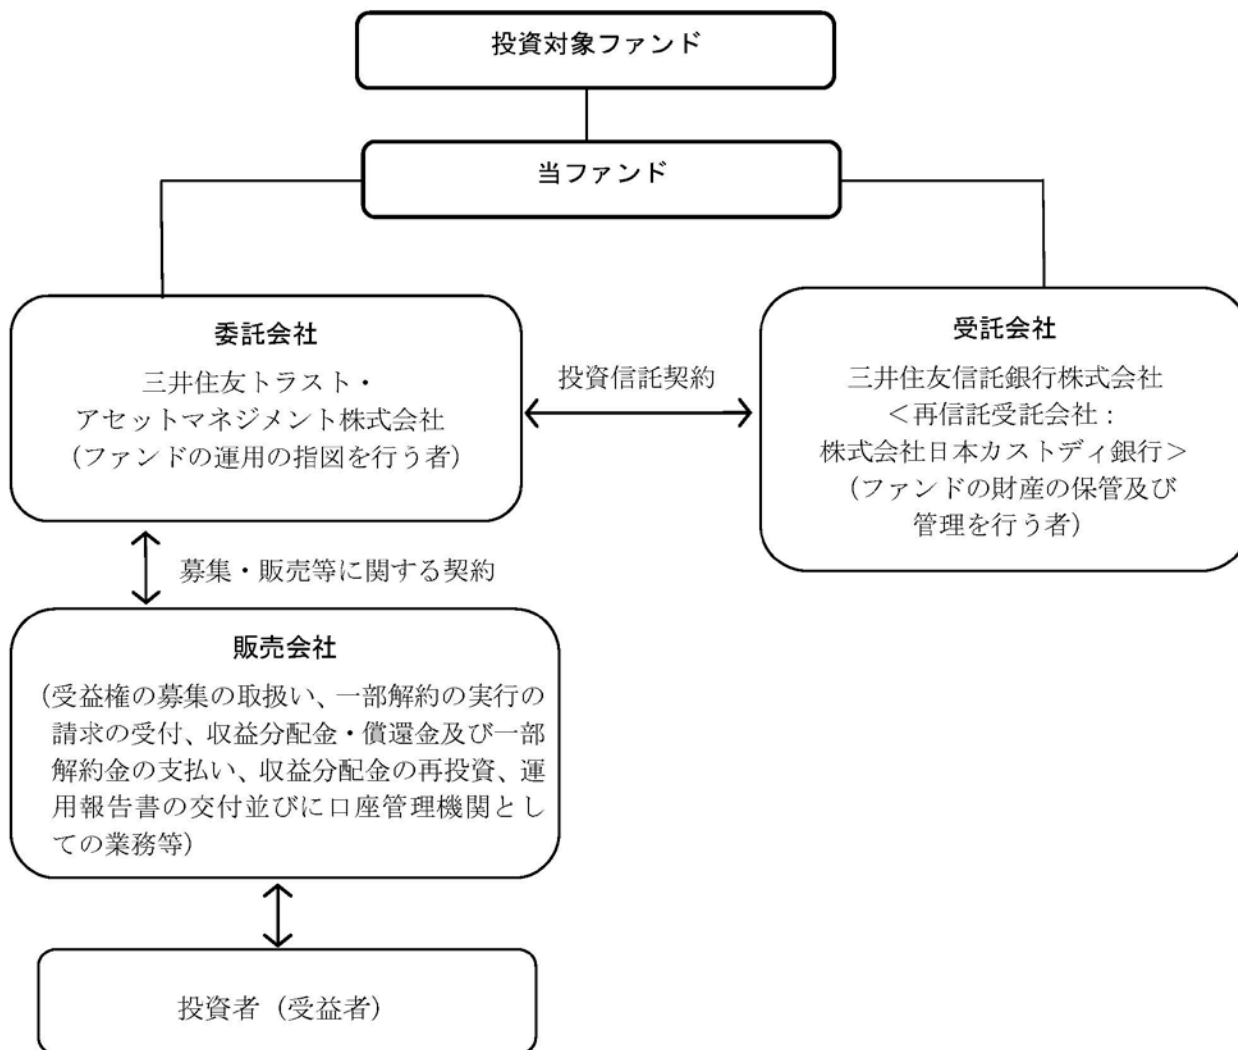 投資対象ファンド
当ファンド
委託会社
三井住友トラスト・
アセットマネジメント株式会社
（ファンドの運用の指図を行う者）
投資信託契約
受託会社
三井住友信託銀行株式会社
＜再信託受託会社：
株式会社日本カストディ銀行＞
（ファンドの財産の保管及び
管理を行う者）
募集・販売等に関する契約
販売会社
（受益権の募集の取扱い、一部解約の実行の
請求の受付、収益分配金・償還金及び一部
解約金の支払い、収益分配金の再投資、運
用報告書の交付並びに口座管理機関とし
ての業務等）
投資者（受益者）